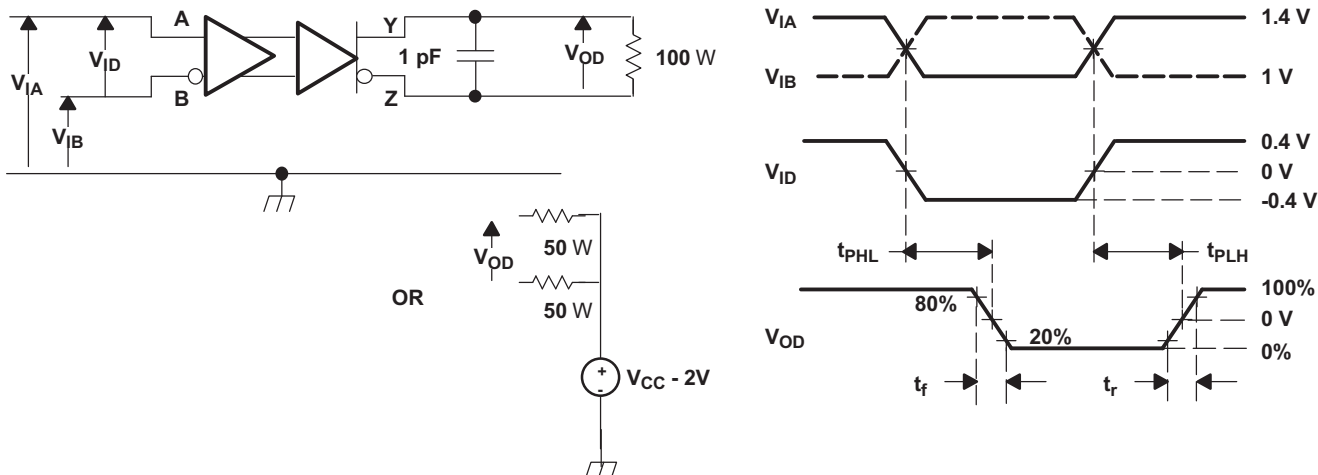 A
Y
V_IA
V_ID
V_IB
B
Z
1 pF
V_OD
100 W
V_OD
50 W
50 W
OR
V_CC - 2V
+
-
V_IA
1.4 V
V_IB
1 V
V_ID
0.4 V
0 V
-0.4 V
t_PHL
t_PLH
V_OD
80%
20%
100%
0 V
0%
t_f
t_r